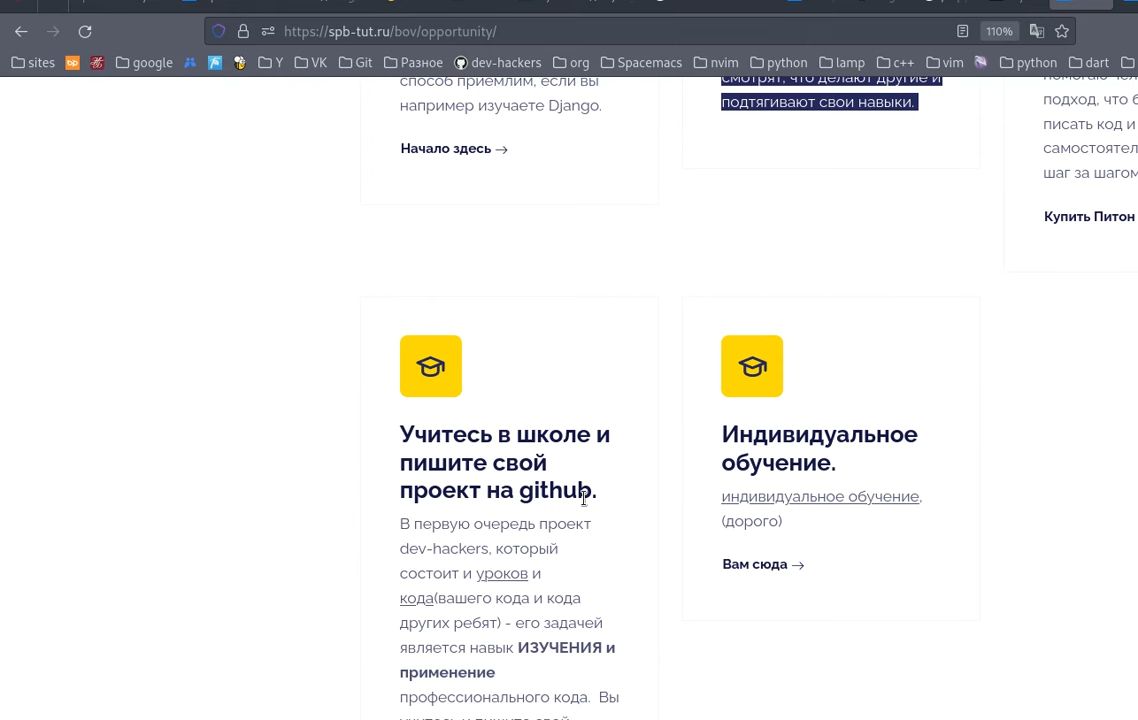 https://spb-tut.ru/bov/opportunity/
110%
sites
google
Y
VK
Git
Разное
dev-hackers
org
Spacemacs
nvim
python
lamp
c++
vim
python
dart
способ приемлим, если вы
например изучаете Django.
Начало здесь →
смотрят, что делают другие и
подтягивают свои навыки.
подход, что
писать код и
шаг за шагом
Купить Питон
Учитесь в школе и
пишите свой
проект на github.
В первую очередь проект
dev-hackers, который
состоит и уроков и
кода(вашего кода и кода
других ребят) - его задачей
является навык ИЗУЧЕНИЯ и
применение
профессионального кода. Вы
Индивидуальное
обучение.
индивидуальное обучение,
(дорого)
Вам сюда →